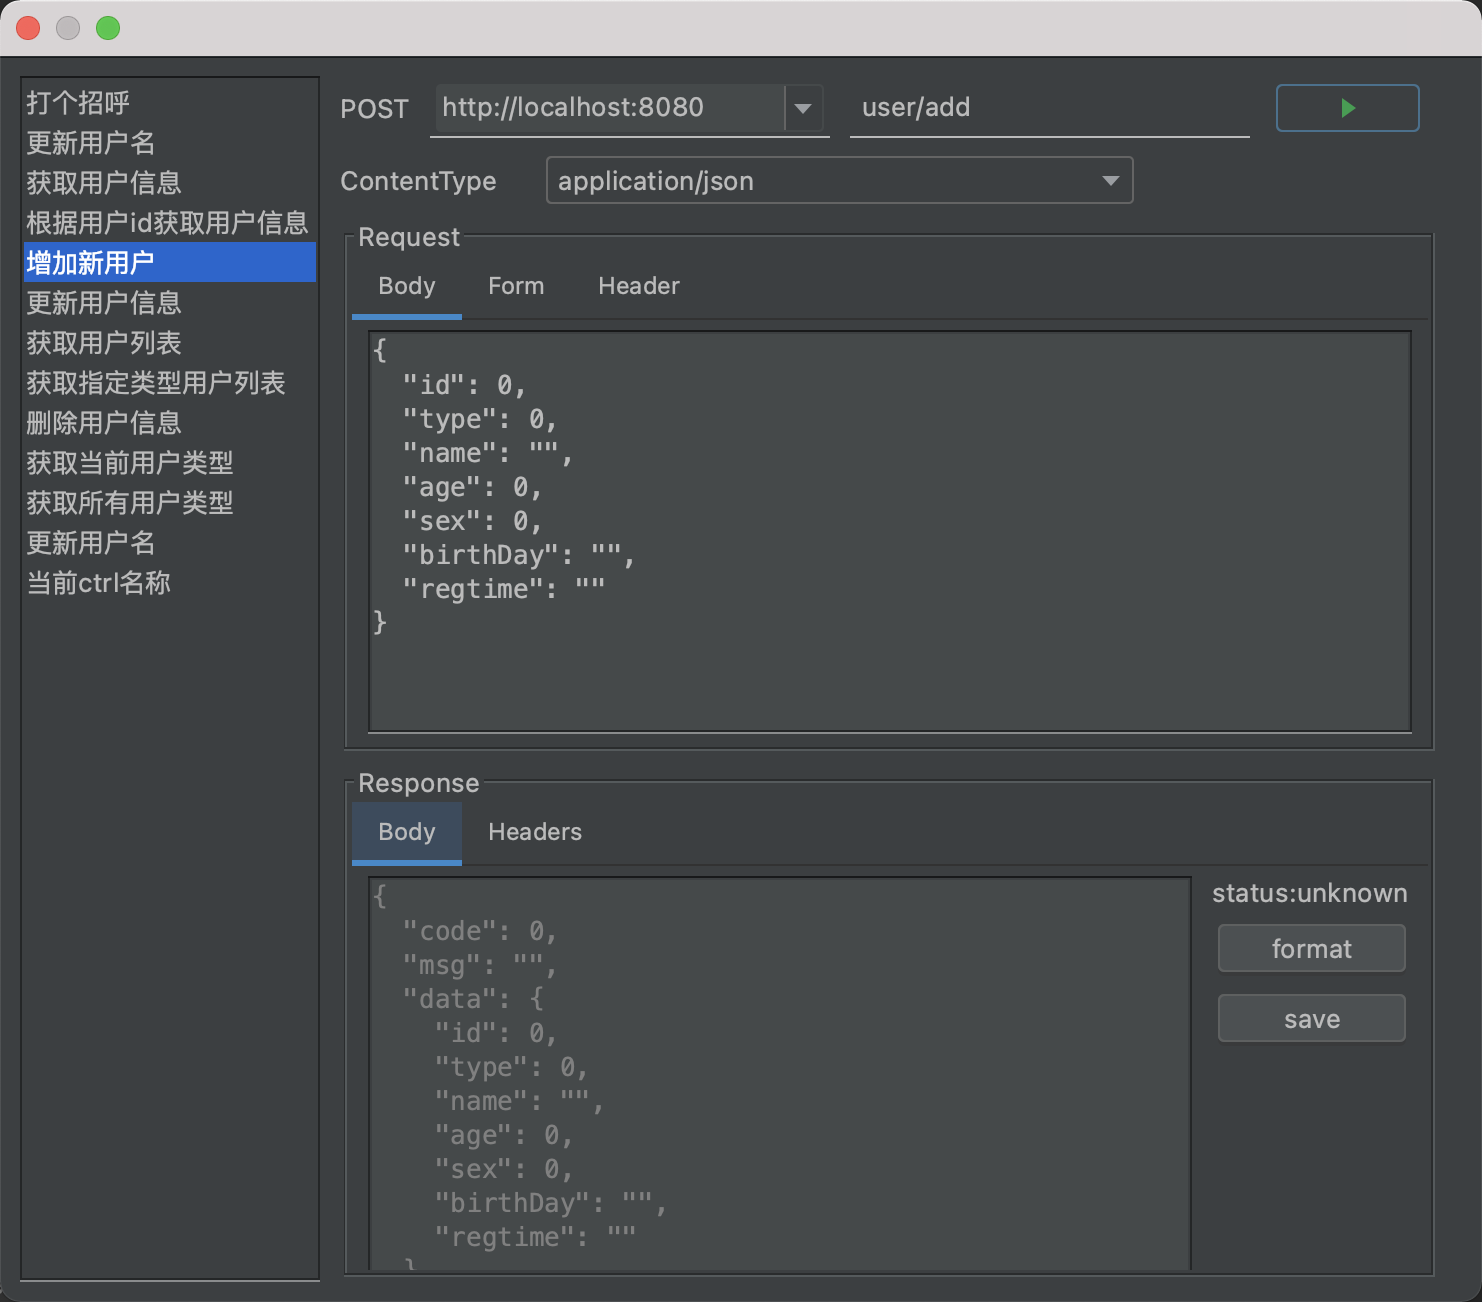 打个招呼
更新用户名
获取用户信息
根据用户id获取用户信息
增加新用户
更新用户信息
获取用户列表
获取指定类型用户列表
删除用户信息
获取当前用户类型
获取所有用户类型
更新用户名
当前ctrl名称
POST http://localhost:8080 user/add
ContentType application/json
Request
Body Form Header
{
  "id": 0,
  "type": 0,
  "name": "",
  "age": 0,
  "sex": 0,
  "birthDay": "",
  "regtime": ""
}
Response
Body Headers
{
  "code": 0,
  "msg": "",
  "data": {
    "id": 0,
    "type": 0,
    "name": "",
    "age": 0,
    "sex": 0,
    "birthDay": "",
    "regtime": ""
  }
status:unknown
format
save